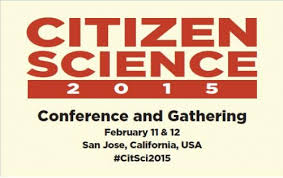 CITIZEN
SCIENCE
2015
Conference and Gathering
February 11 & 12
San Jose, California, USA
#CitSci2015